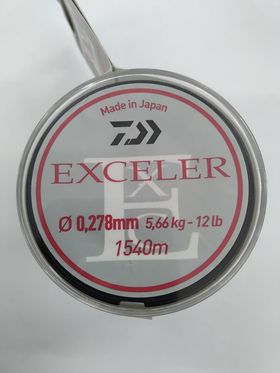 Made in Japan
EXCELER
E
X
Ø 0,278mm 5,66 kg - 12 lb
1540m